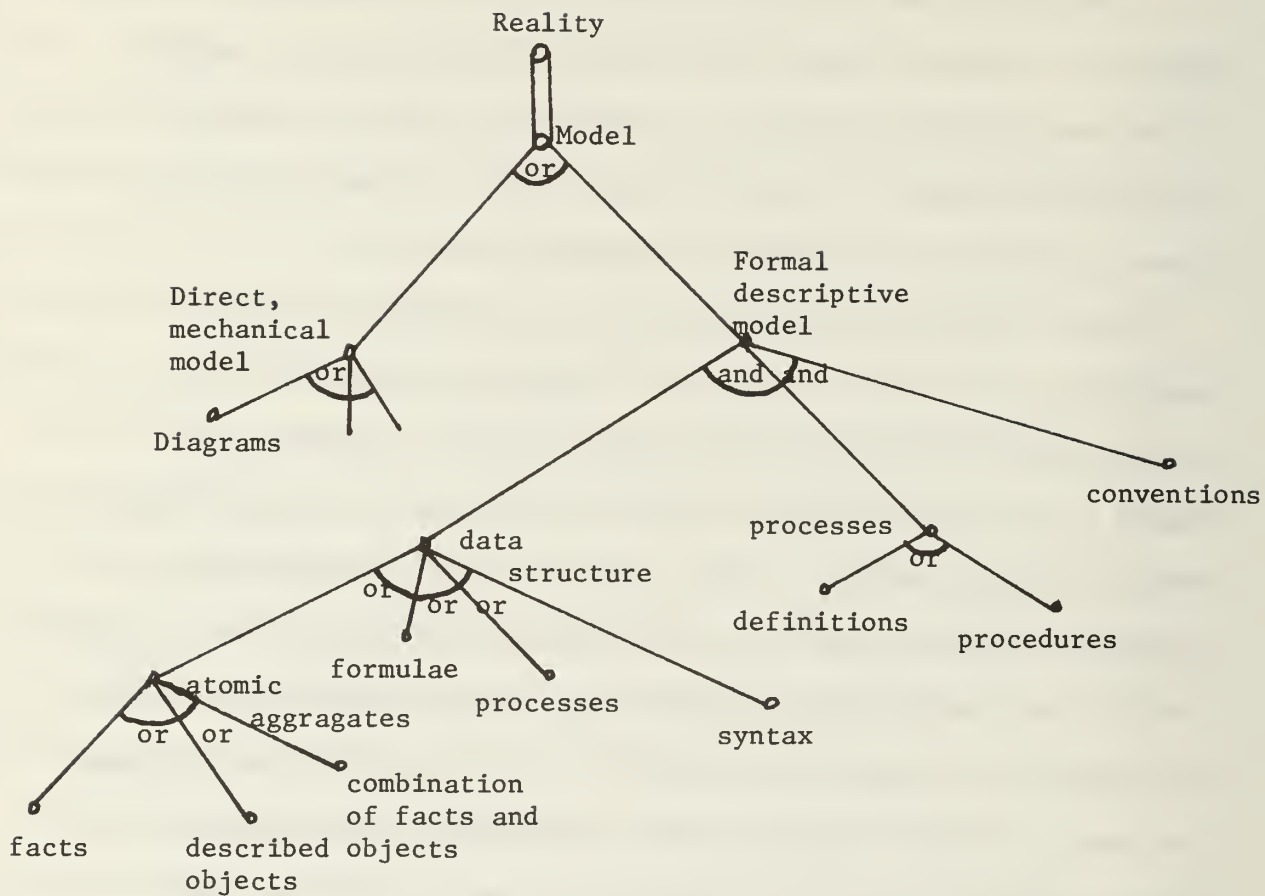 Reality
Model
or
Formal
descriptive
model
Direct,
mechanical
model
or
and and
Diagrams
conventions
processes
or
data
structure
or or or
definitions
procedures
formulae
processes
atomic
aggragates
syntax
or or
combination
of facts and
objects
facts
described
objects